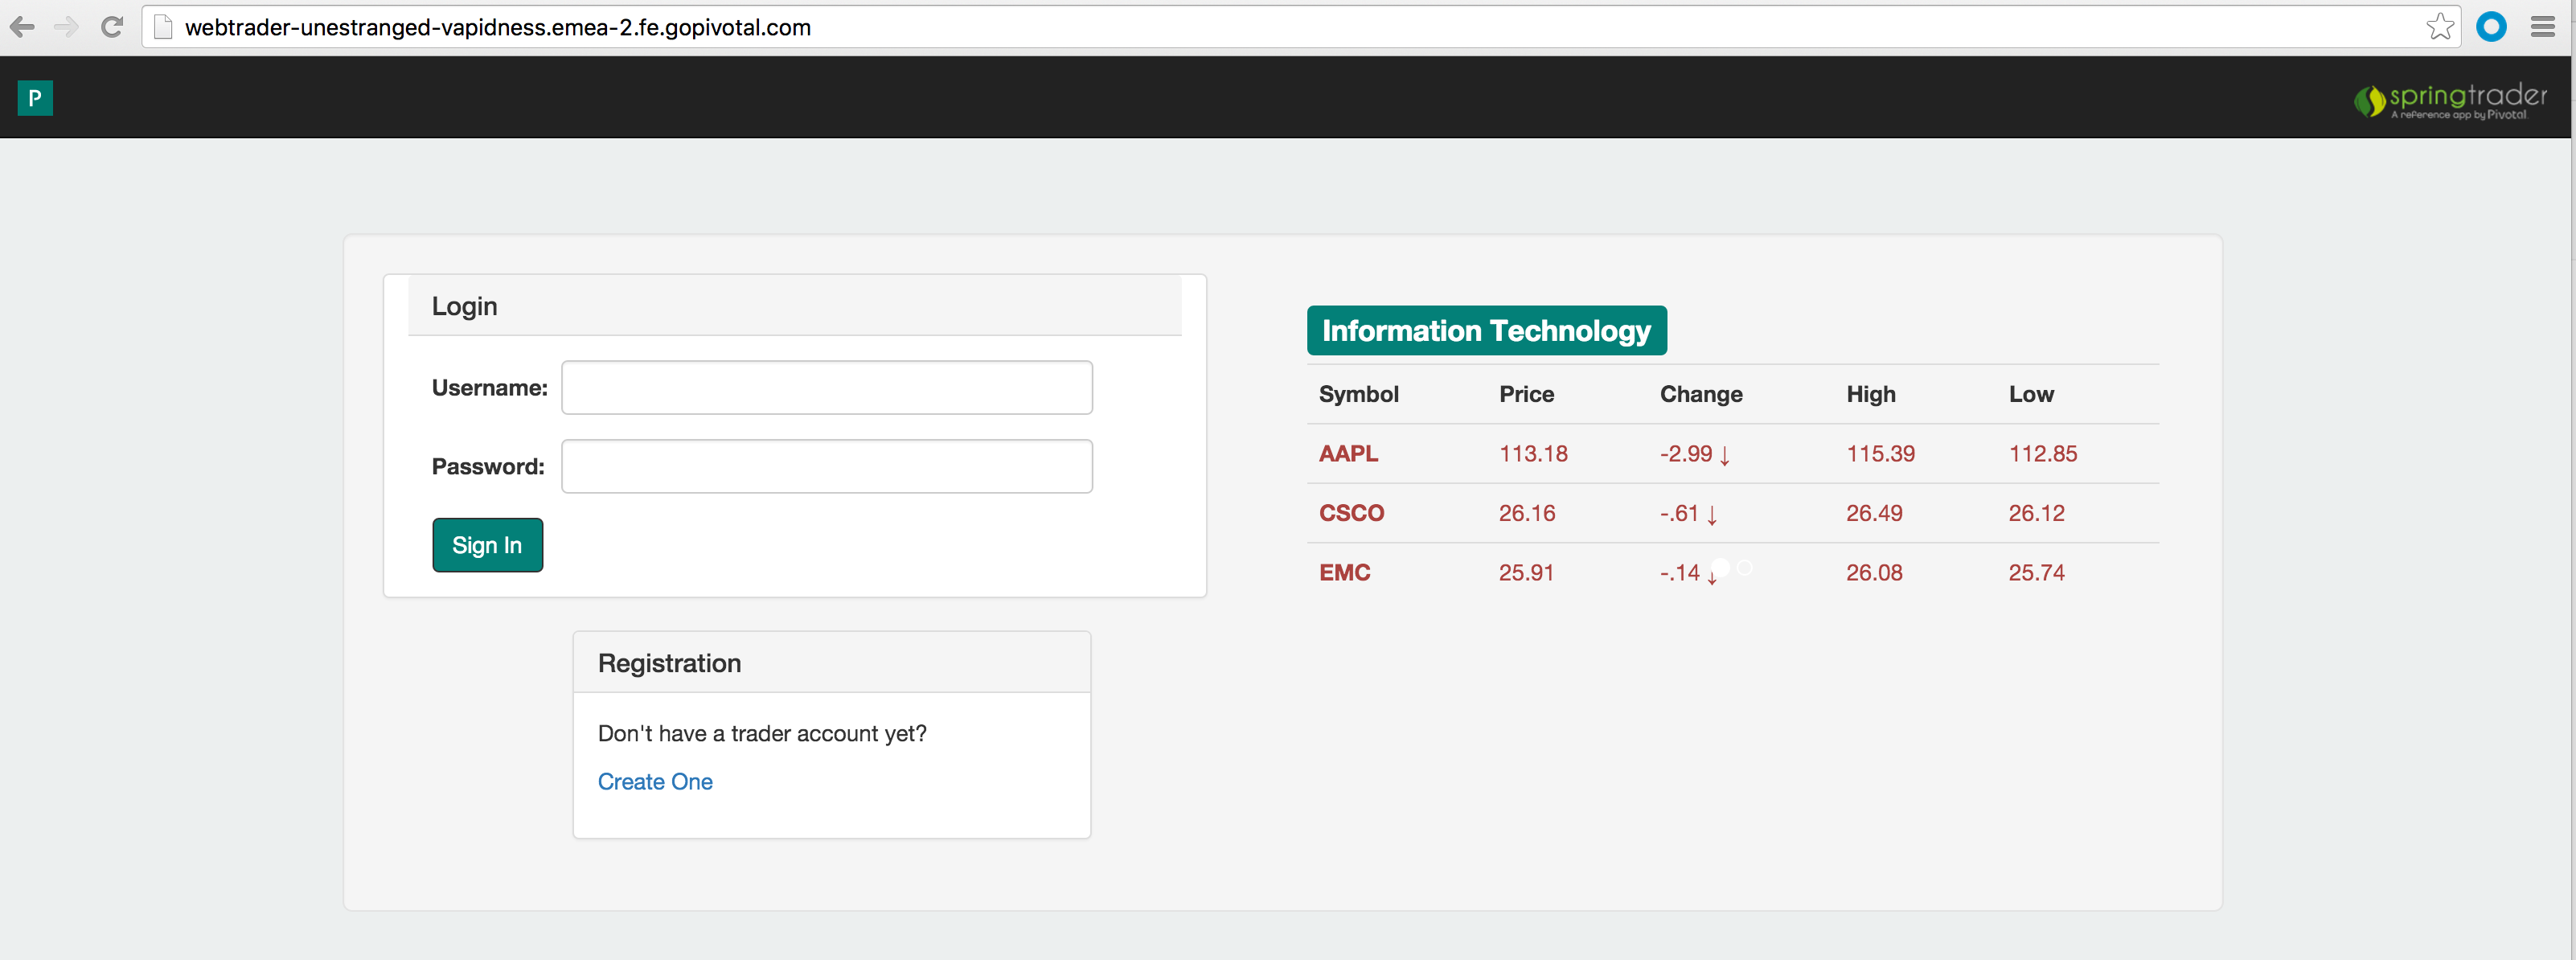 webtrader-unestranged-vapidness.emea-2.fe.gopivotal.com
P
springtrader
A reference app by Pivotal
Login
Username:
Password:
Sign In
Registration
Don't have a trader account yet?
Create One
Information Technology
Symbol Price Change High Low
AAPL 113.18 -2.99 ↓ 115.39 112.85
CSCO 26.16 -.61 ↓ 26.49 26.12
EMC 25.91 -.14 ↓ 26.08 25.74